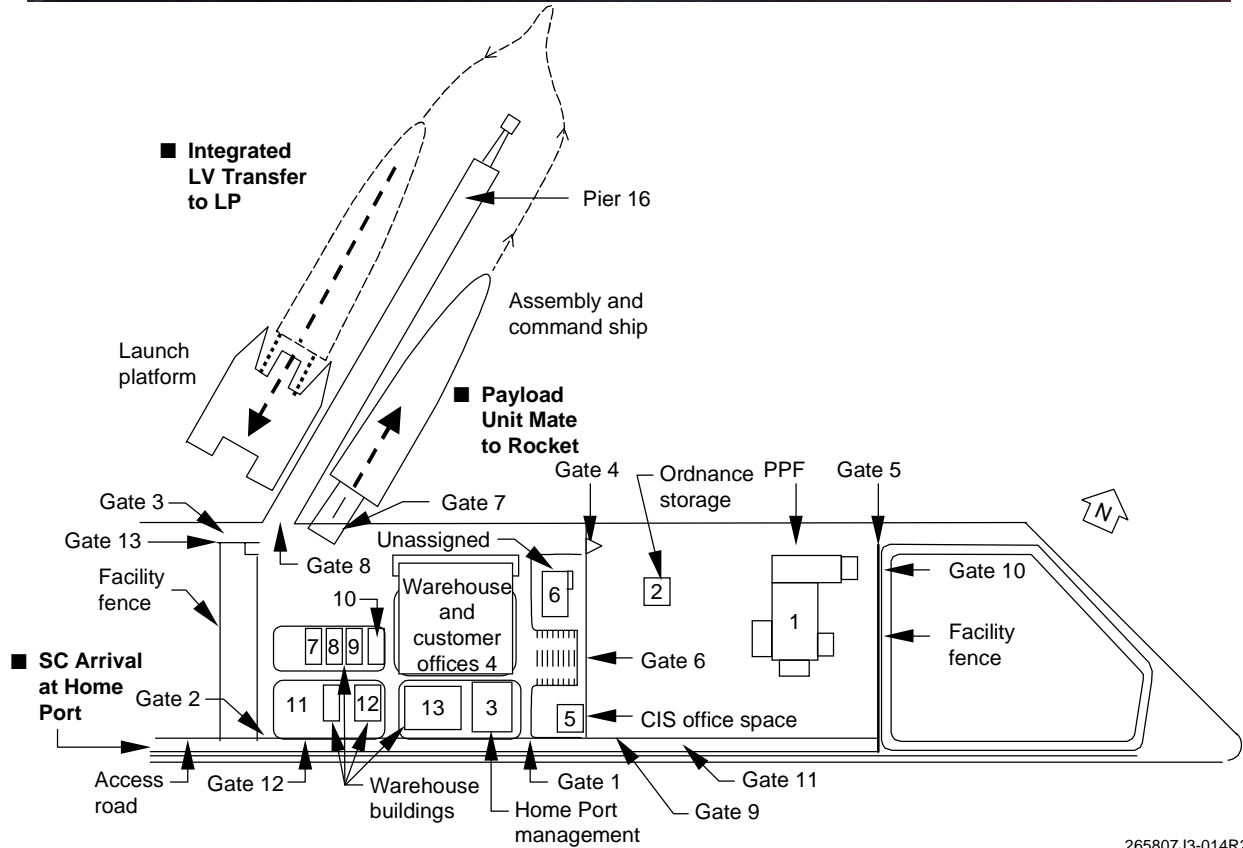 ■ Integrated
LV Transfer
to LP
Pier 16
Assembly and
command ship
Launch
platform
■ Payload
Unit Mate
to Rocket
Gate 4
Ordnance
storage
PPF
Gate 5
N
Gate 3
Gate 7
Gate 13
Unassigned
Gate 8
Gate 10
Facility
fence
10
Warehouse
and
customer
offices 4
6
2
1
7
8
9
Facility
fence
Gate 6
■ SC Arrival
at Home
Port
Gate 2
11
12
13
3
5
CIS office space
Access
road
Gate 12
Warehouse
buildings
Gate 1
Gate 11
Gate 9
Home Port
management
265807J3-014R2